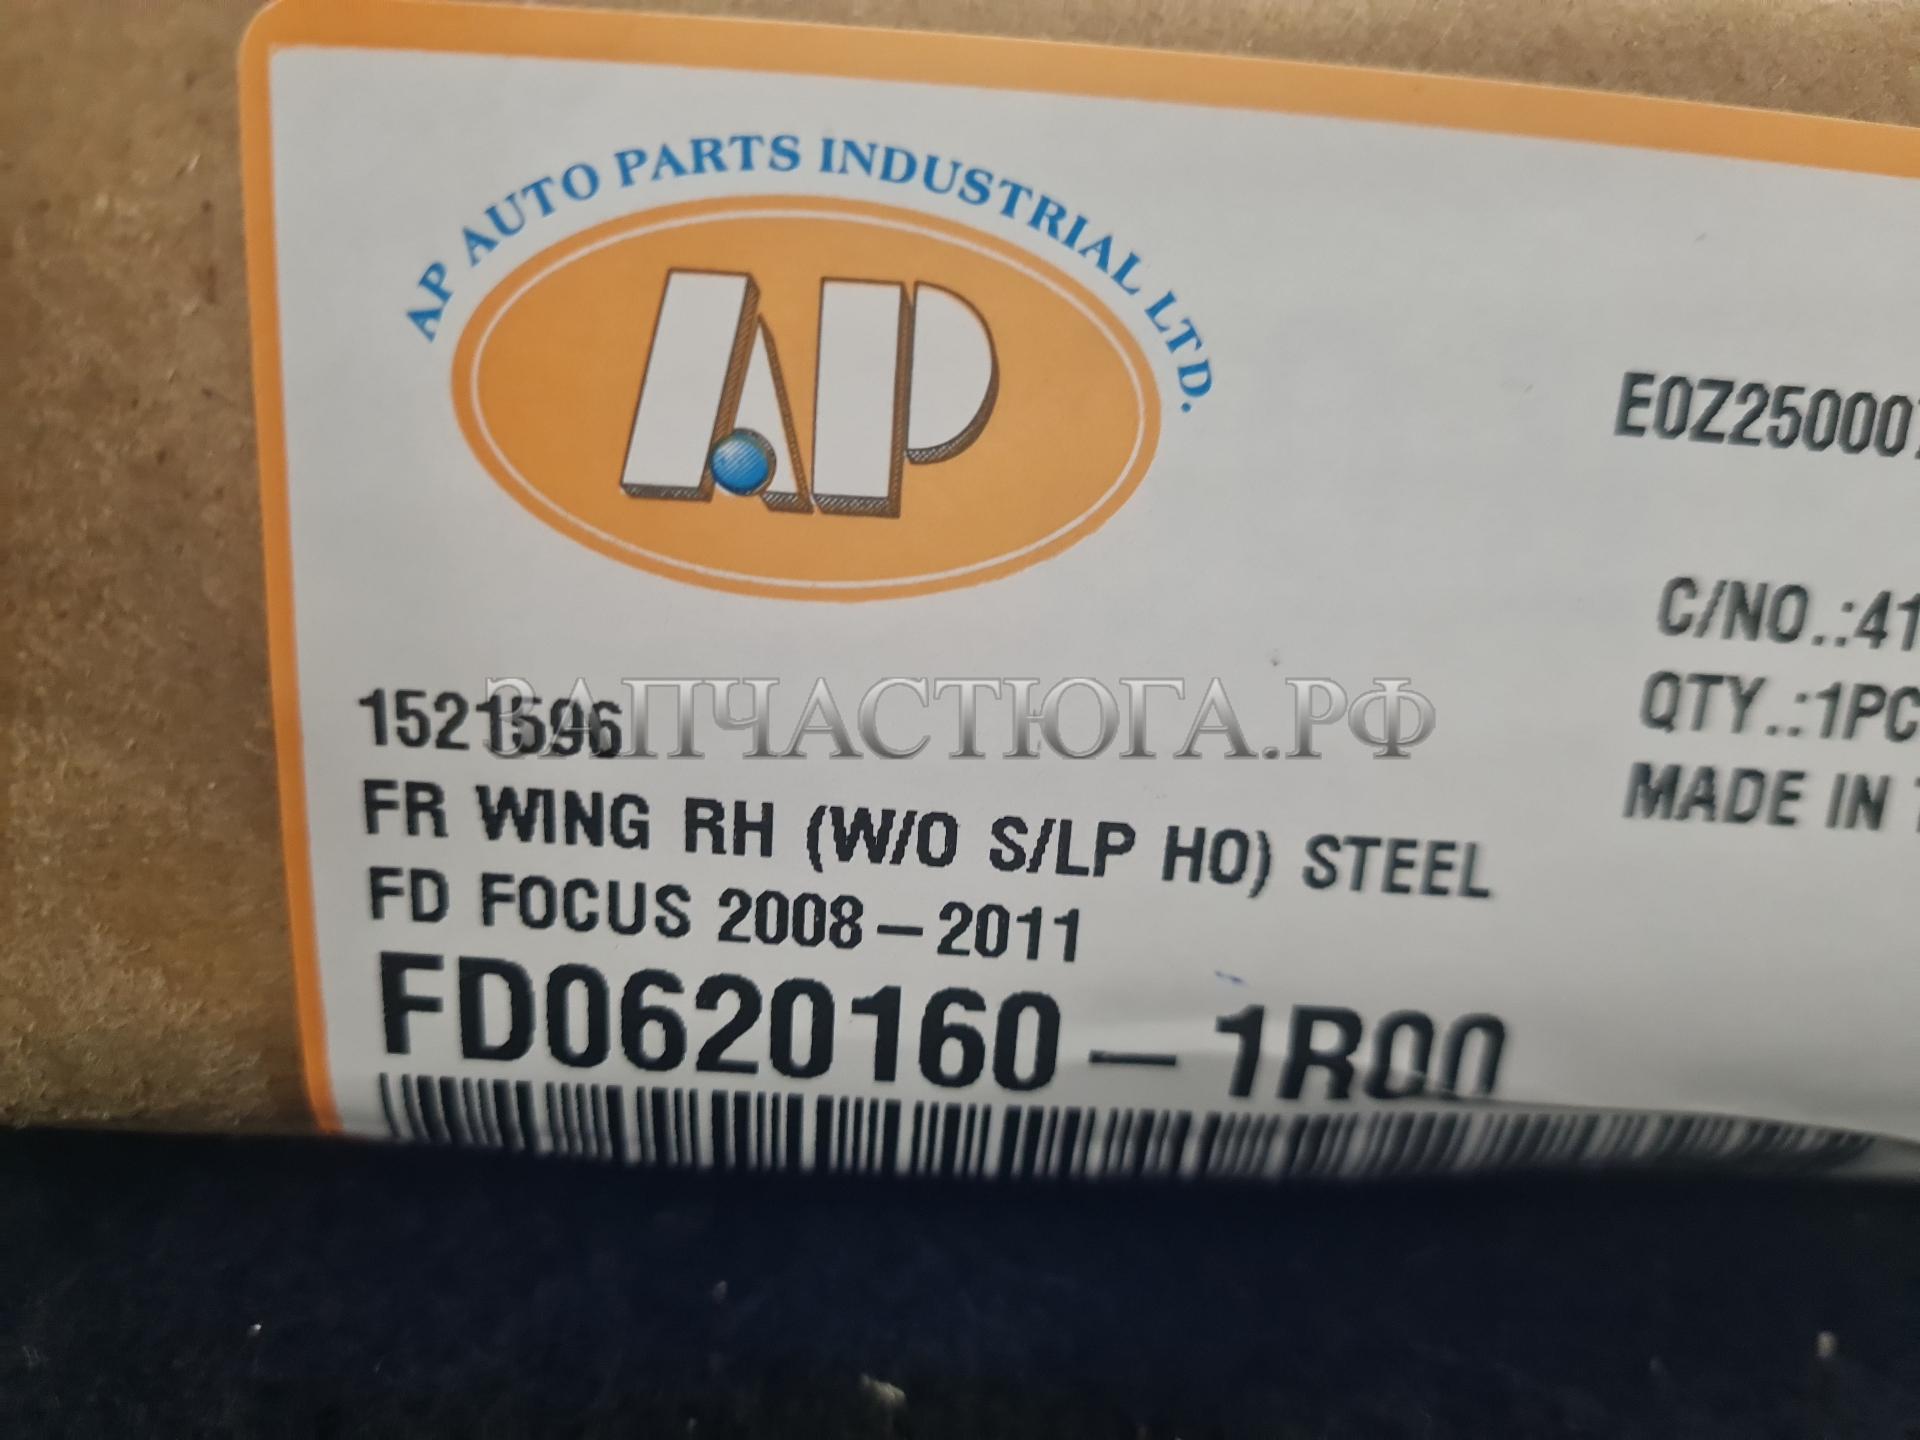 AP AUTO PARTS INDUSTRIAL LTD.
AP
E0Z25000
C/NO.:41
QTY.:1PC
MADE IN
1521596
ЗАПЧАСТЮГА.РФ
FR WING RH (W/O S/LP HO) STEEL
FD FOCUS 2008-2011
FD0620160-1R00